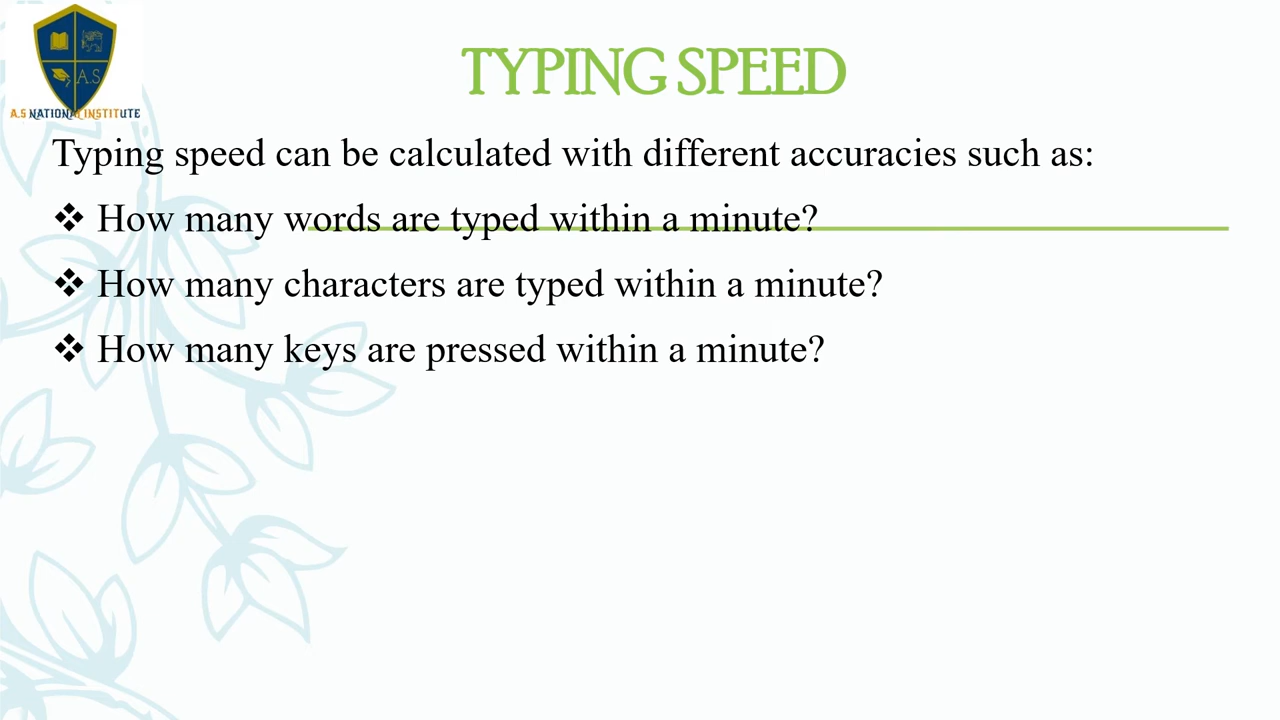 A.S
A.S NATIONAL INSTITUTE
TYPING SPEED
Typing speed can be calculated with different accuracies such as:
❖ How many words are typed within a minute?
❖ How many characters are typed within a minute?
❖ How many keys are pressed within a minute?